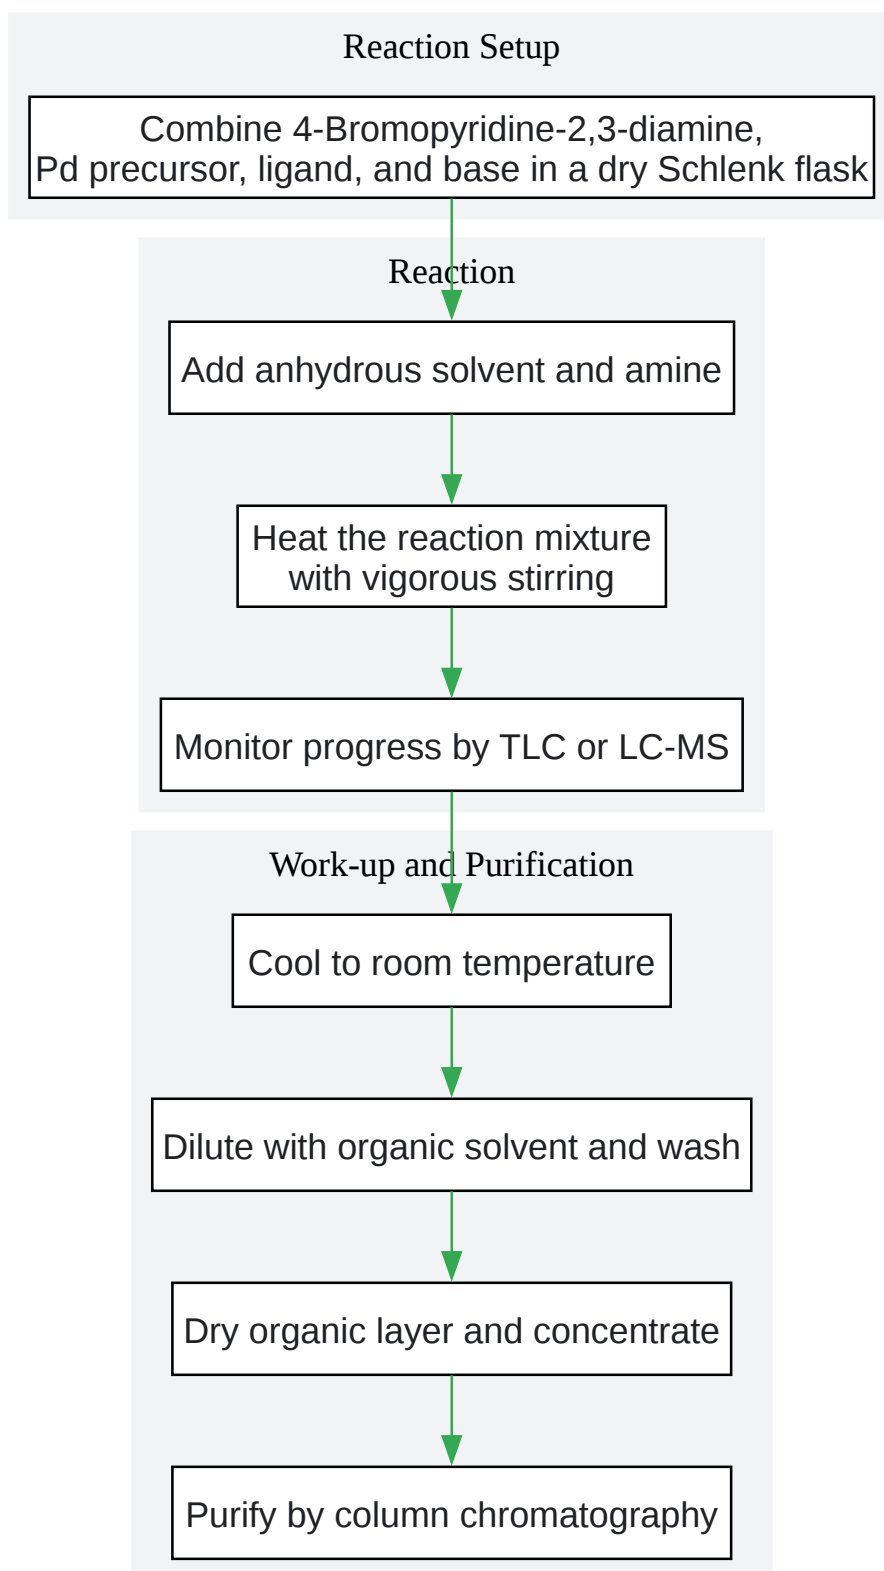 Reaction Setup
Combine 4-Bromopyridine-2,3-diamine,
Pd precursor, ligand, and base in a dry Schlenk flask
Reaction
Add anhydrous solvent and amine
Heat the reaction mixture
with vigorous stirring
Monitor progress by TLC or LC-MS
Work-up and Purification
Cool to room temperature
Dilute with organic solvent and wash
Dry organic layer and concentrate
Purify by column chromatography